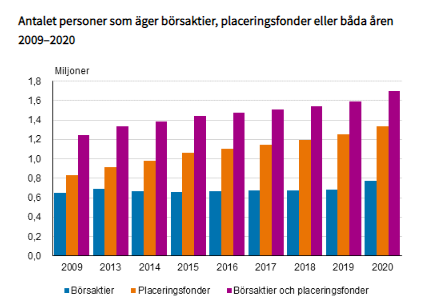 Antalet personer som äger börsaktier, placeringsfonder eller båda åren
2009–2020
Miljoner
1,8
1,6
1,4
1,2
1,0
0,8
0,6
0,4
0,2
0,0
2009 2013 2014 2015 2016 2017 2018 2019 2020
Börsaktier Placeringsfonder Börsaktier och placeringsfonder